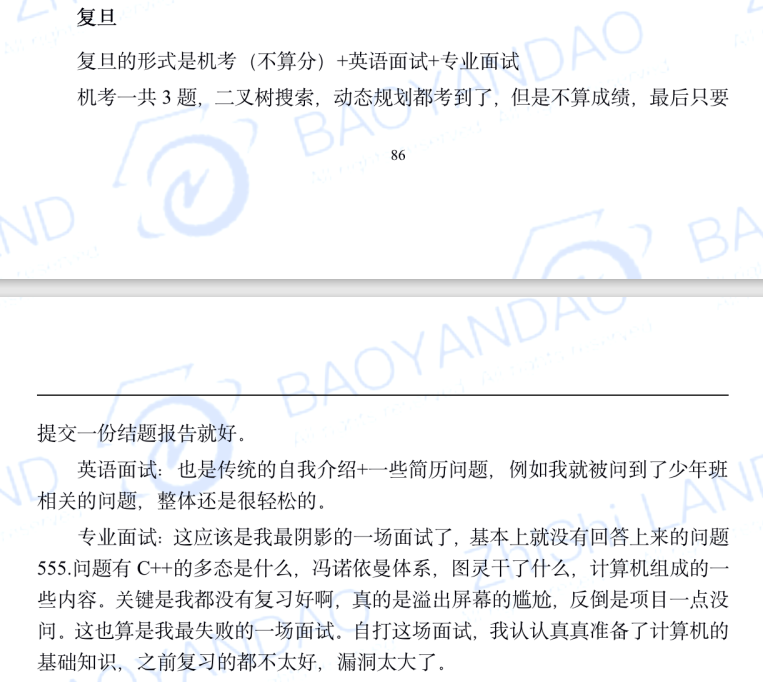 复旦
复旦的形式是机考（不算分）+英语面试+专业面试
机考一共 3 题，二叉树搜索，动态规划都考到了，但是不算成绩，最后只要
BAOYANDAO
86
AND
BA
BAOYANDAO
提交一份结题报告就好。
英语面试：也是传统的自我介绍+一些简历问题，例如我就被问到了少年班
相关的问题，整体还是很轻松的。
专业面试：这应该是我最阴影的一场面试了，基本上就没有回答上来的问题
555.问题有 C++的多态是什么，冯诺依曼体系，图灵干了什么，计算机组成的一
些内容。关键是我都没有复习好啊，真的是溢出屏幕的尴尬，反倒是项目一点没
问。这也算是我最失败的一场面试。自打这场面试，我认认真真准备了计算机的
基础知识，之前复习的都不太好，漏洞太大了。
ZhiShi LAND